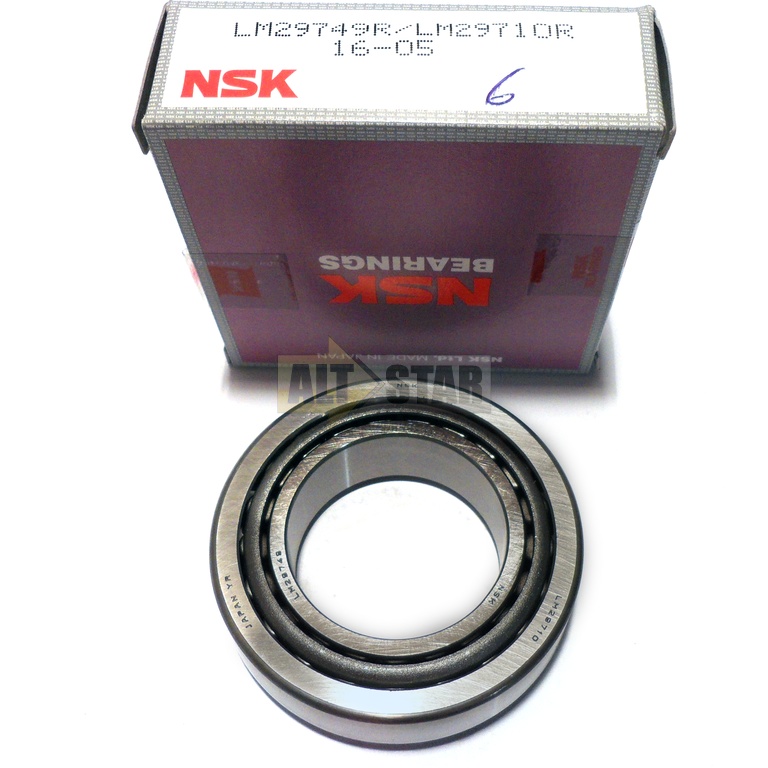 LM29749R/LM29710R
16-05
NSK
6
BEARINGS
NSK
NSK Ltd. MADE IN JAPAN
ALT STAR
NSK
LM29749
NSK
LM29710
JAPAN YR